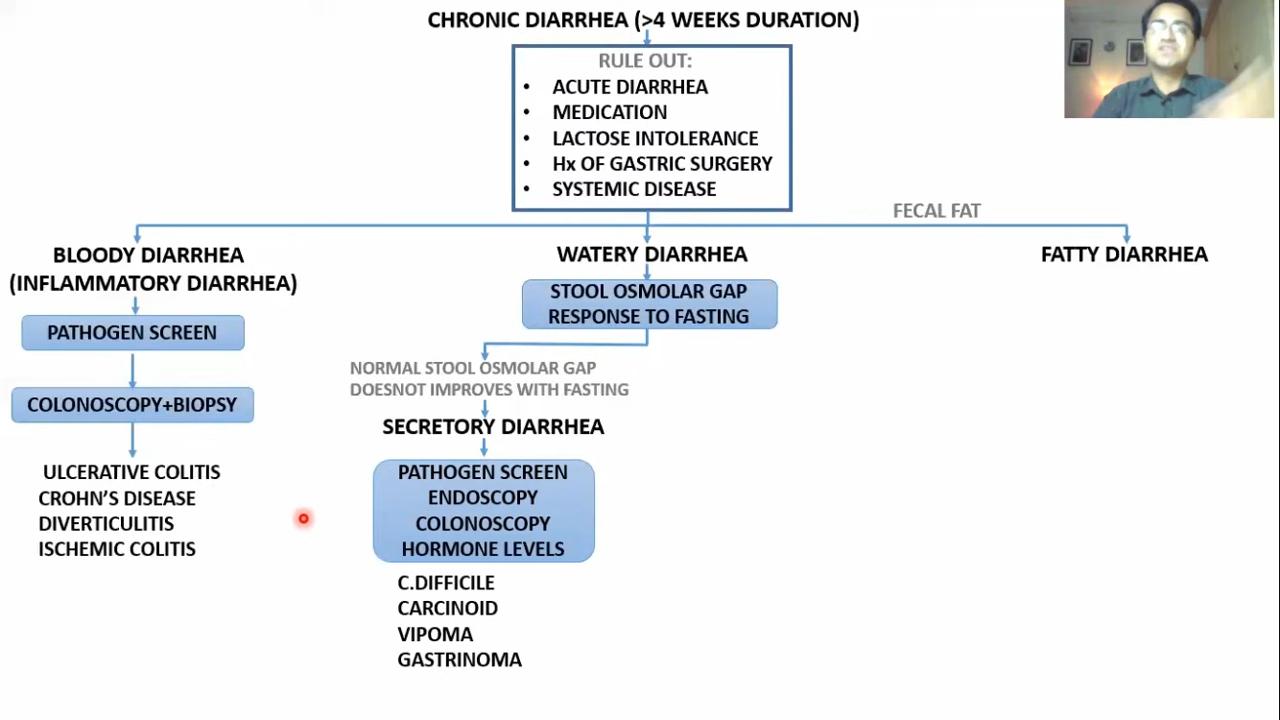 CHRONIC DIARRHEA (>4 WEEKS DURATION)
RULE OUT:
• ACUTE DIARRHEA
• MEDICATION
• LACTOSE INTOLERANCE
• Hx OF GASTRIC SURGERY
• SYSTEMIC DISEASE
FECAL FAT
BLOODY DIARRHEA
(INFLAMMATORY DIARRHEA)
PATHOGEN SCREEN
COLONOSCOPY+BIOPSY
ULCERATIVE COLITIS
CROHN’S DISEASE
DIVERTICULITIS
ISCHEMIC COLITIS
WATERY DIARRHEA
STOOL OSMOLAR GAP
RESPONSE TO FASTING
NORMAL STOOL OSMOLAR GAP
DOESNOT IMPROVES WITH FASTING
SECRETORY DIARRHEA
PATHOGEN SCREEN
ENDOSCOPY
COLONOSCOPY
HORMONE LEVELS
C.DIFFICILE
CARCINOID
VIPOMA
GASTRINOMA
FATTY DIARRHEA